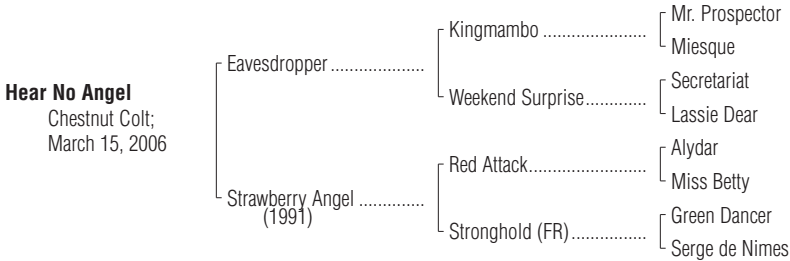 Mr. Prospector
Kingmambo ......................
Miesque
Eavesdropper ....................
Secretariat
Weekend Surprise.............
Lassie Dear
Hear No Angel
Chestnut Colt;
March 15, 2006
Alydar
Red Attack.........................
Miss Betty
Strawberry Angel ..............
(1991)
Green Dancer
Stronghold (FR)................
Serge de Nimes